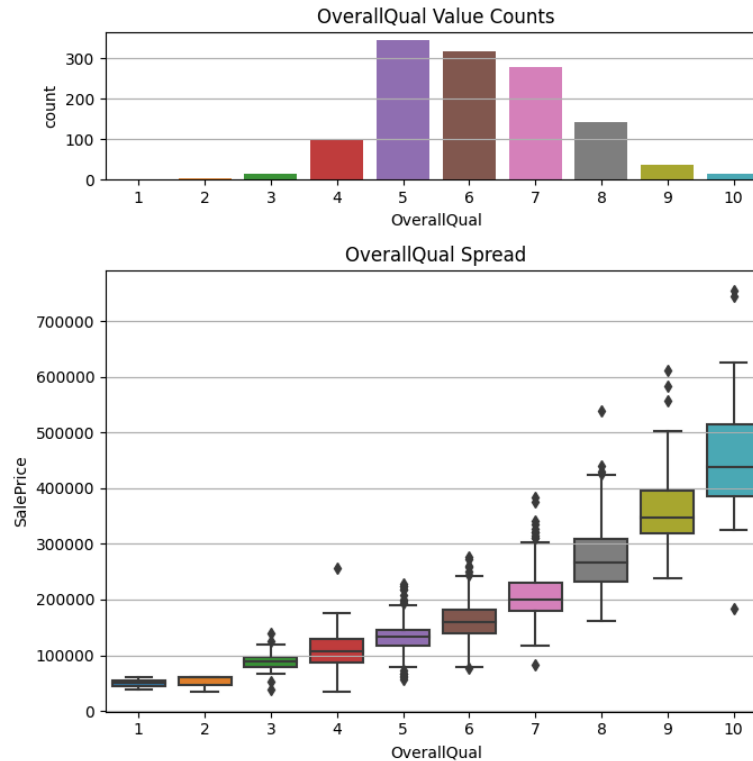 OverallQual Value Counts
count
300
200
100
0
1 2 3 4 5 6 7 8 9 10
OverallQual
OverallQual Spread
SalePrice
700000
600000
500000
400000
300000
200000
100000
0
1 2 3 4 5 6 7 8 9 10
OverallQual